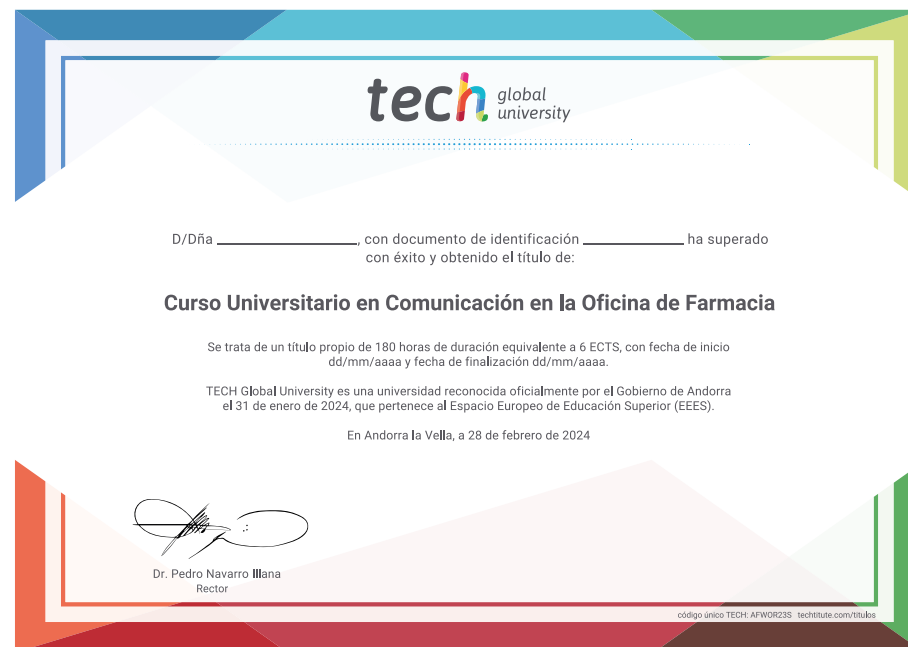 tech global university
D/Dña ____________________, con documento de identificación ______________ ha superado
con éxito y obtenido el título de:
Curso Universitario en Comunicación en la Oficina de Farmacia
Se trata de un título propio de 180 horas de duración equivalente a 6 ECTS, con fecha de inicio
dd/mm/aaaa y fecha de finalización dd/mm/aaaa.
TECH Global University es una universidad reconocida oficialmente por el Gobierno de Andorra
el 31 de enero de 2024, que pertenece al Espacio Europeo de Educación Superior (EEES).
En Andorra la Vella, a 28 de febrero de 2024
Dr. Pedro Navarro Illana
Rector
código único TECH: AFWOR23S techtitute.com/titulos